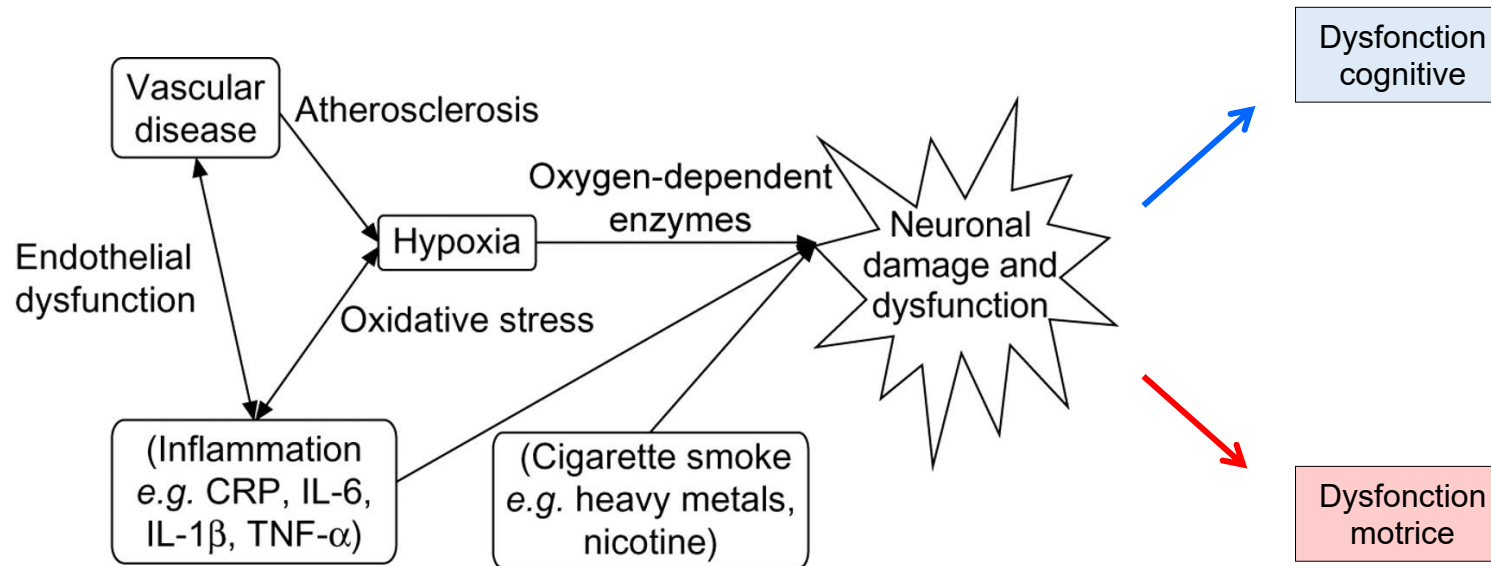 Dysfonction
cognitive
Vascular
disease
Atherosclerosis
Oxygen-dependent
enzymes
Hypoxia
Neuronal
damage and
dysfunction
Endothelial
dysfunction
Oxidative stress
(Inflammation
e.g. CRP, IL-6,
IL-1β, TNF-α)
(Cigarette smoke
e.g. heavy metals,
nicotine)
Dysfonction
motrice